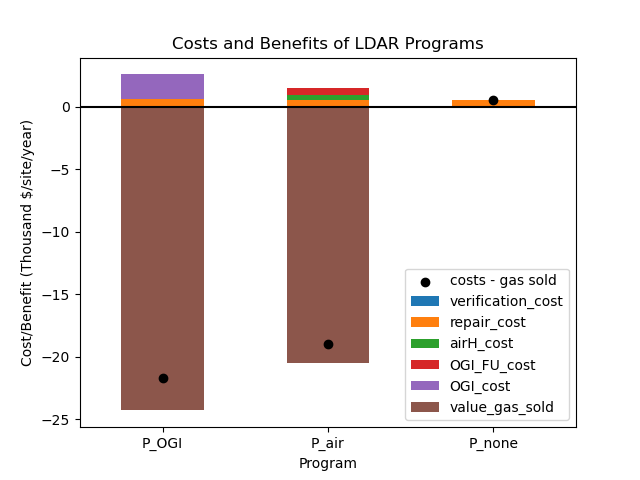 Costs and Benefits of LDAR Programs
Cost/Benefit (Thousand $/site/year)
0
−5
−10
−15
−20
−25
costs - gas sold
verification_cost
repair_cost
airH_cost
OGI_FU_cost
OGI_cost
value_gas_sold
P_OGI
P_air
P_none
Program